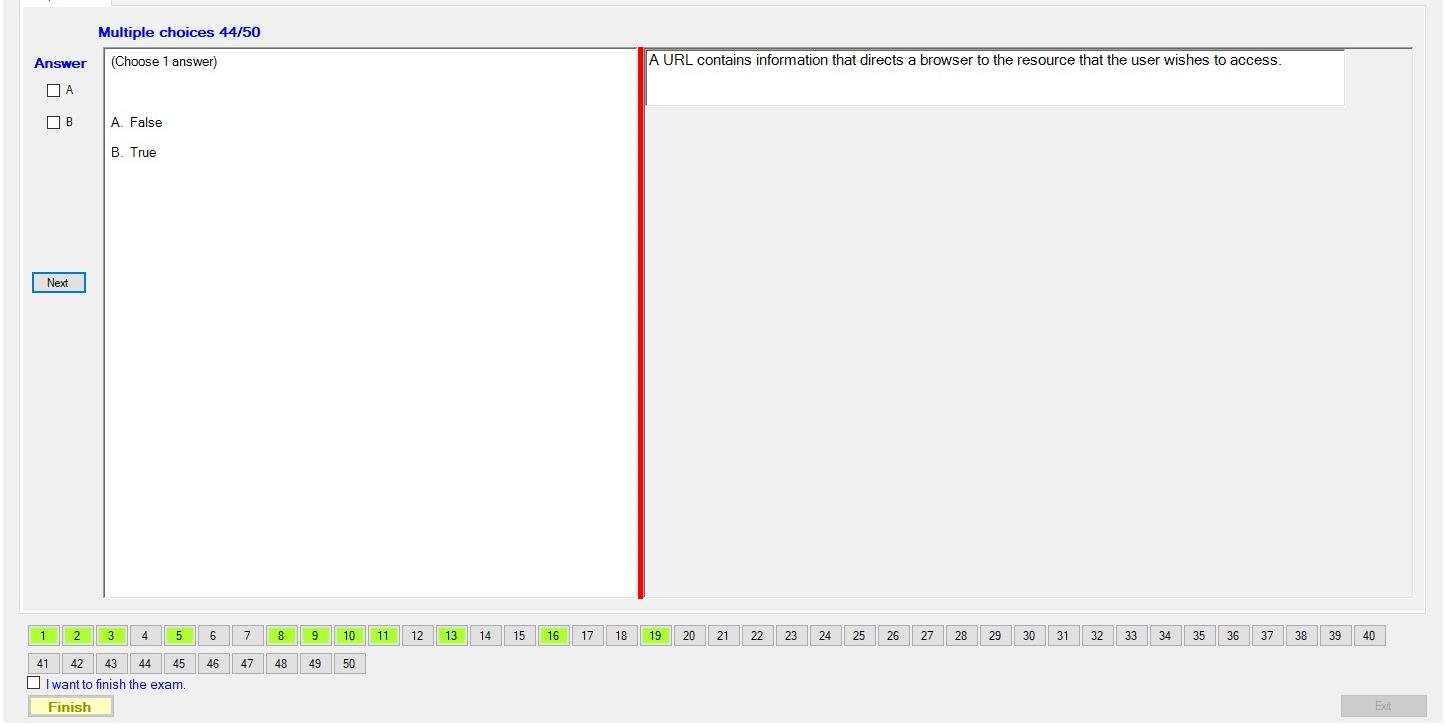 Multiple choices 44/50
Answer
(Choose 1 answer)
A URL contains information that directs a browser to the resource that the user wishes to access.
A
B
A. False
B. True
Next
1 2 3 4 5 6 7 8 9 10 11 12 13 14 15 16 17 18 19 20 21 22 23 24 25 26 27 28 29 30 31 32 33 34 35 36 37 38 39 40
41 42 43 44 45 46 47 48 49 50
I want to finish the exam.
Finish
Exit